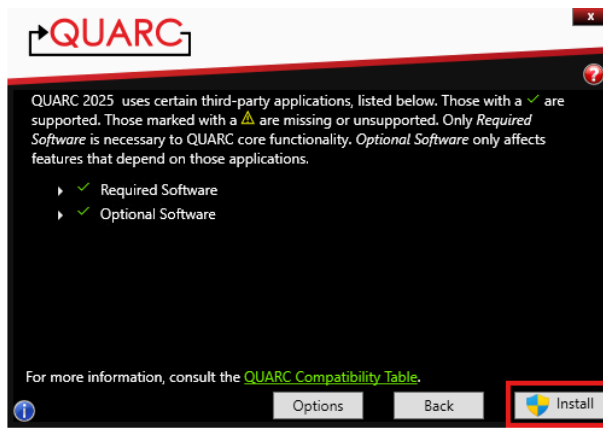 QUARC
x
?
QUARC 2025 uses certain third-party applications, listed below. Those with a ✓ are
supported. Those marked with a ⚠ are missing or unsupported. Only Required
Software is necessary to QUARC core functionality. Optional Software only affects
features that depend on those applications.
✓ Required Software
✓ Optional Software
For more information, consult the QUARC Compatibility Table.
i
Options
Back
Install